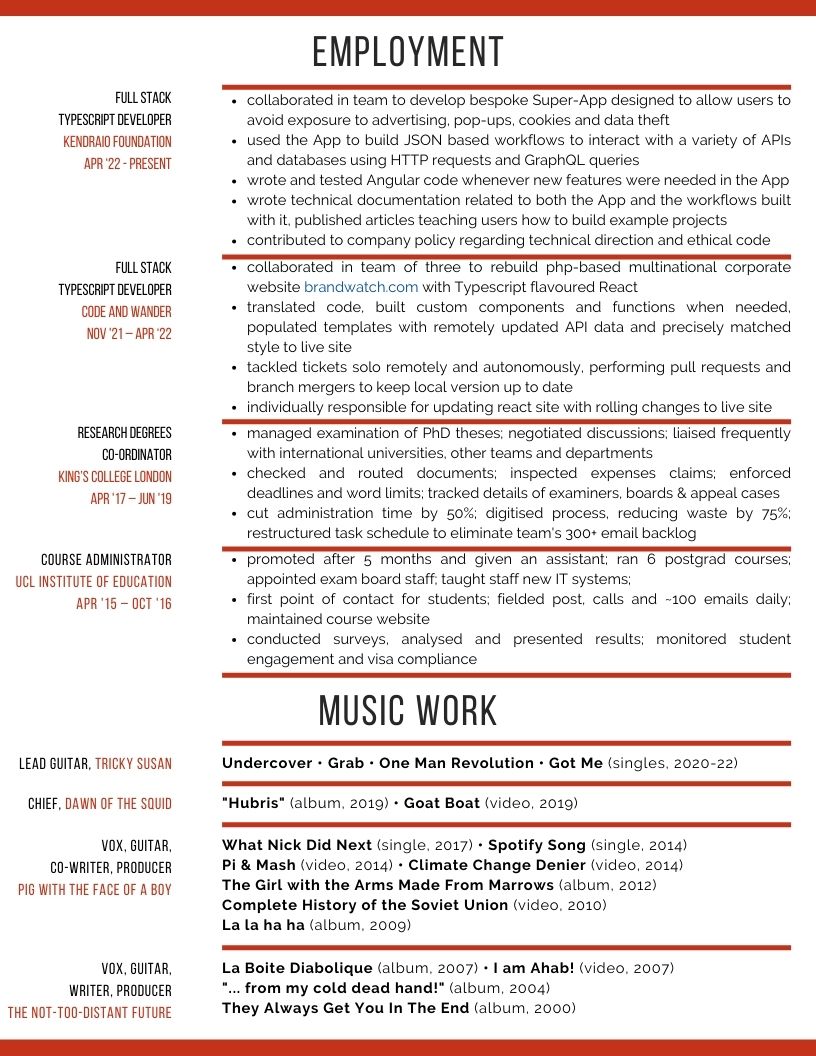 EMPLOYMENT
FULL STACK
TYPESCRIPT DEVELOPER
KENDRAIO FOUNDATION
APR '22 - PRESENT
• collaborated in team to develop bespoke Super-App designed to allow users to
avoid exposure to advertising, pop-ups, cookies and data theft
• used the App to build JSON based workflows to interact with a variety of APIs
and databases using HTTP requests and GraphQL queries
• wrote and tested Angular code whenever new features were needed in the App
• wrote technical documentation related to both the App and the workflows built
with it, published articles teaching users how to build example projects
• contributed to company policy regarding technical direction and ethical code
FULL STACK
TYPESCRIPT DEVELOPER
CODE AND WANDER
NOV '21 – APR '22
• collaborated in team of three to rebuild php-based multinational corporate
website brandwatch.com with Typescript flavoured React
• translated code, built custom components and functions when needed,
populated templates with remotely updated API data and precisely matched
style to live site
• tackled tickets solo remotely and autonomously, performing pull requests and
branch mergers to keep local version up to date
• individually responsible for updating react site with rolling changes to live site
RESEARCH DEGREES
CO-ORDINATOR
KING'S COLLEGE LONDON
APR '17 – JUN '19
• managed examination of PhD theses; negotiated discussions; liaised frequently
with international universities, other teams and departments
• checked and routed documents; inspected expenses claims; enforced
deadlines and word limits; tracked details of examiners, boards & appeal cases
• cut administration time by 50%; digitised process, reducing waste by 75%;
restructured task schedule to eliminate team's 300+ email backlog
COURSE ADMINISTRATOR
UCL INSTITUTE OF EDUCATION
APR '15 – OCT '16
• promoted after 5 months and given an assistant; ran 6 postgrad courses;
appointed exam board staff; taught staff new IT systems;
• first point of contact for students; fielded post, calls and ~100 emails daily;
maintained course website
• conducted surveys, analysed and presented results; monitored student
engagement and visa compliance
MUSIC WORK
LEAD GUITAR, TRICKY SUSAN
Undercover • Grab • One Man Revolution • Got Me (singles, 2020-22)
CHIEF, DAWN OF THE SQUID
"Hubris" (album, 2019) • Goat Boat (video, 2019)
VOX, GUITAR,
CO-WRITER, PRODUCER
PIG WITH THE FACE OF A BOY
What Nick Did Next (single, 2017) • Spotify Song (single, 2014)
Pi & Mash (video, 2014) • Climate Change Denier (video, 2014)
The Girl with the Arms Made From Marrows (album, 2012)
Complete History of the Soviet Union (video, 2010)
La la ha ha (album, 2009)
VOX, GUITAR,
WRITER, PRODUCER
THE NOT-TOO-DISTANT FUTURE
La Boite Diabolique (album, 2007) • I am Ahab! (video, 2007)
"... from my cold dead hand!" (album, 2004)
They Always Get You In The End (album, 2000)